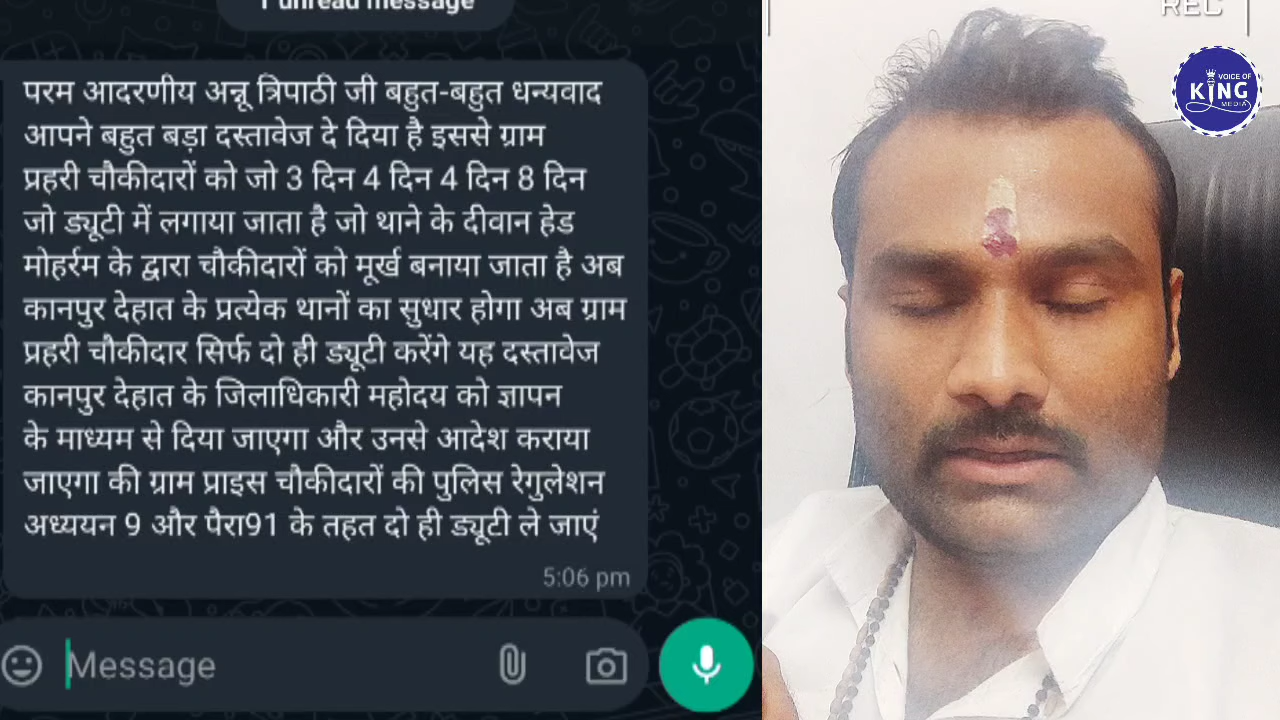 1 unread message
परम आदरणीय अन्नू त्रिपाठी जी बहुत-बहुत धन्यवाद
आपने बहुत बड़ा दस्तावेज दे दिया है इससे ग्राम
प्रहरी चौकीदारों को जो 3 दिन 4 दिन 4 दिन 8 दिन
जो ड्यूटी में लगाया जाता है जो थाने के दीवान हेड
मोहर्रम के द्वारा चौकीदारों को मूर्ख बनाया जाता है अब
कानपुर देहात के प्रत्येक थानों का सुधार होगा अब ग्राम
प्रहरी चौकीदार सिर्फ दो ही ड्यूटी करेंगे यह दस्तावेज
कानपुर देहात के जिलाधिकारी महोदय को ज्ञापन
के माध्यम से दिया जाएगा और उनसे आदेश कराया
जाएगा की ग्राम प्राइस चौकीदारों की पुलिस रेगुलेशन
अध्ययन 9 और पैरा91 के तहत दो ही ड्यूटी ले जाएं
5:06 pm
Message
REC
VOICE OF
KING
MEDIA